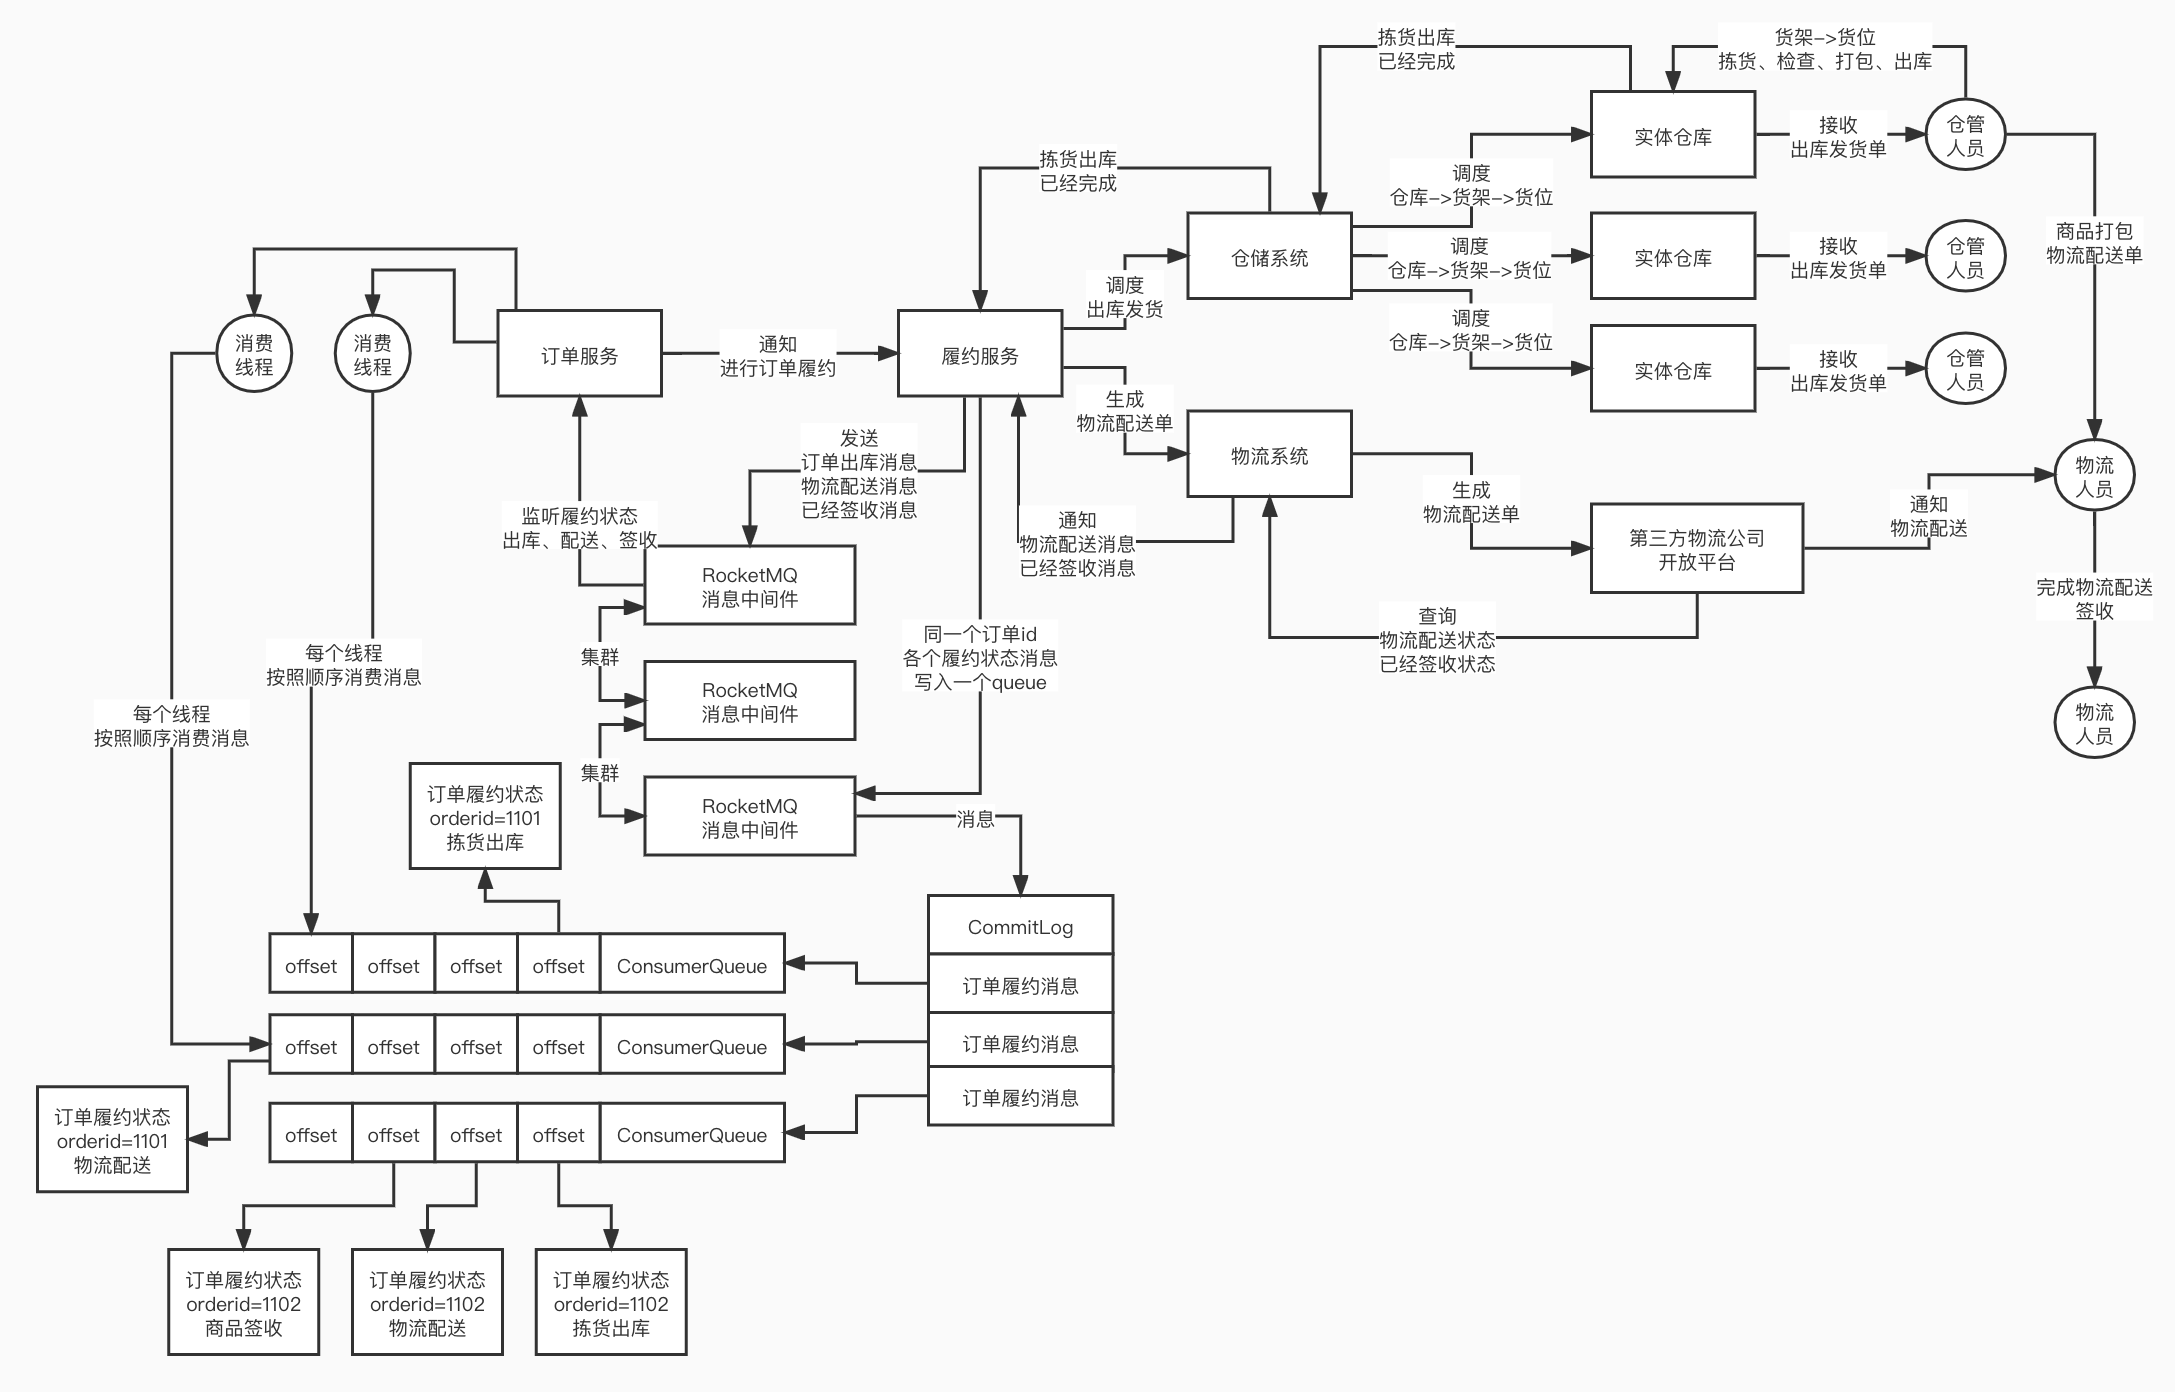 拣货出库
已经完成
货架->货位
拣货、检查、打包、出库
实体仓库
接收
出库发货单
仓管
人员
拣货出库
已经完成
调度
仓库->货架->货位
商品打包
物流配送单
仓储系统
调度
仓库->货架->货位
实体仓库
接收
出库发货单
仓管
人员
调度
出库发货
调度
仓库->货架->货位
实体仓库
接收
出库发货单
仓管
人员
消费
线程
消费
线程
订单服务
通知
进行订单履约
履约服务
生成
物流配送单
物流系统
生成
物流配送单
第三方物流公司
开放平台
通知
物流配送
物流
人员
完成物流配送
签收
物流
人员
发送
订单出库消息
物流配送消息
已经签收消息
监听履约状态
出库、配送、签收
通知
物流配送消息
已经签收消息
查询
物流配送状态
已经签收状态
RocketMQ
消息中间件
集群
同一个订单id
各个履约状态消息
写入一个queue
每个线程
按照顺序消费消息
每个线程
按照顺序消费消息
RocketMQ
消息中间件
集群
RocketMQ
消息中间件
消息
订单履约状态
orderid=1101
拣货出库
CommitLog
订单履约消息
订单履约消息
订单履约消息
offset offset offset offset ConsumerQueue
offset offset offset offset ConsumerQueue
offset offset offset offset ConsumerQueue
订单履约状态
orderid=1101
物流配送
订单履约状态
orderid=1102
商品签收
订单履约状态
orderid=1102
物流配送
订单履约状态
orderid=1102
拣货出库